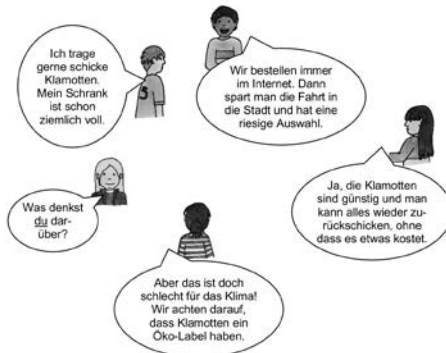 Ich trage
gerne schicke
Klamotten.
Mein Schrank
ist schon
ziemlich voll.
5
Wir bestellen immer
im Internet. Dann
spart man die Fahrt in
die Stadt und hat eine
riesige Auswahl.
Ja, die Klamotten
sind günstig und man
kann alles wieder zu-
rückschicken, ohne
dass es etwas kostet.
Was denkst
du dar-
über?
Aber das ist doch
schlecht für das Klima!
Wir achten darauf,
dass Klamotten ein
Öko-Label haben.